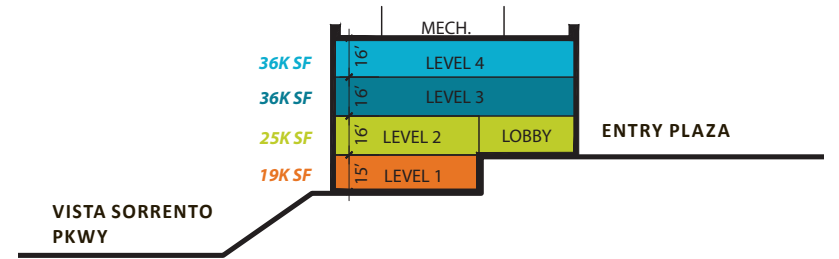 MECH.
36K SF 16' LEVEL 4
36K SF 16' LEVEL 3
25K SF 16' LEVEL 2 LOBBY ENTRY PLAZA
19K SF 15' LEVEL 1
VISTA SORRENTO
PKWY